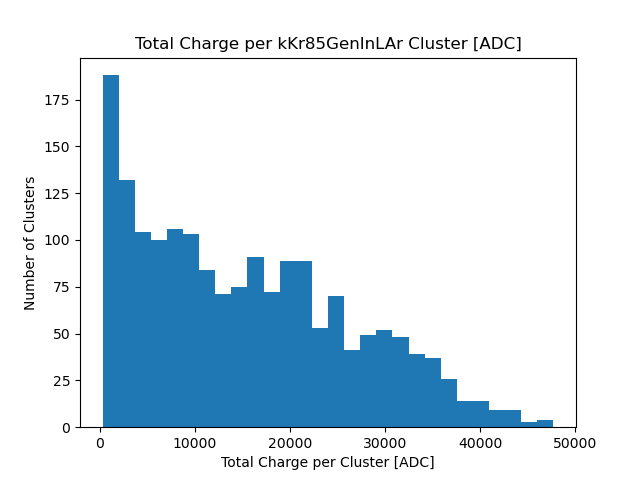 Total Charge per kKr85GenInLAr Cluster [ADC]
175
150
125
100
75
50
25
0
Number of Clusters
0 10000 20000 30000 40000 50000
Total Charge per Cluster [ADC]